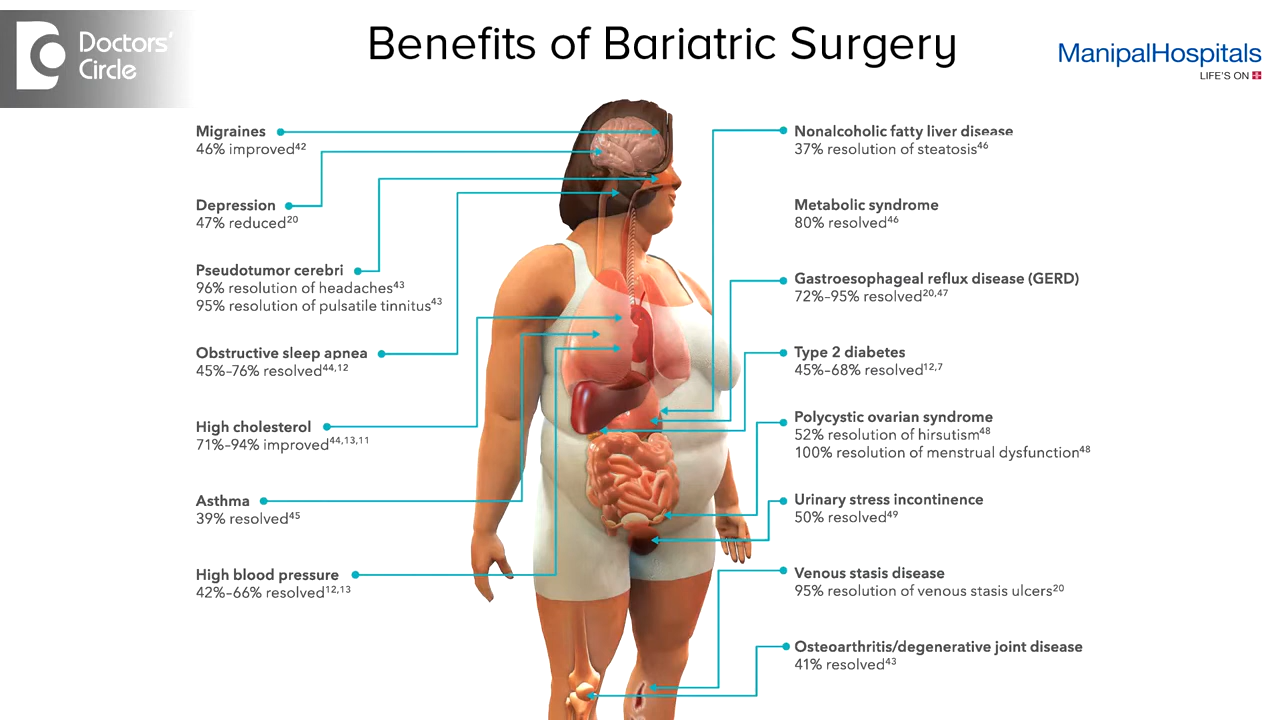 Doctors'
Circle
Benefits of Bariatric Surgery
ManipalHospitals
LIFE'S ON
Migraines
46% improved42
Depression
47% reduced20
Pseudotumor cerebri
96% resolution of headaches43
95% resolution of pulsatile tinnitus43
Obstructive sleep apnea
45%–76% resolved44,12
High cholesterol
71%–94% improved44,13,11
Asthma
39% resolved45
High blood pressure
42%–66% resolved12,13
Nonalcoholic fatty liver disease
37% resolution of steatosis46
Metabolic syndrome
80% resolved46
Gastroesophageal reflux disease (GERD)
72%–95% resolved20,47
Type 2 diabetes
45%–68% resolved12,7
Polycystic ovarian syndrome
52% resolution of hirsutism48
100% resolution of menstrual dysfunction48
Urinary stress incontinence
50% resolved49
Venous stasis disease
95% resolution of venous stasis ulcers20
Osteoarthritis/degenerative joint disease
41% resolved43